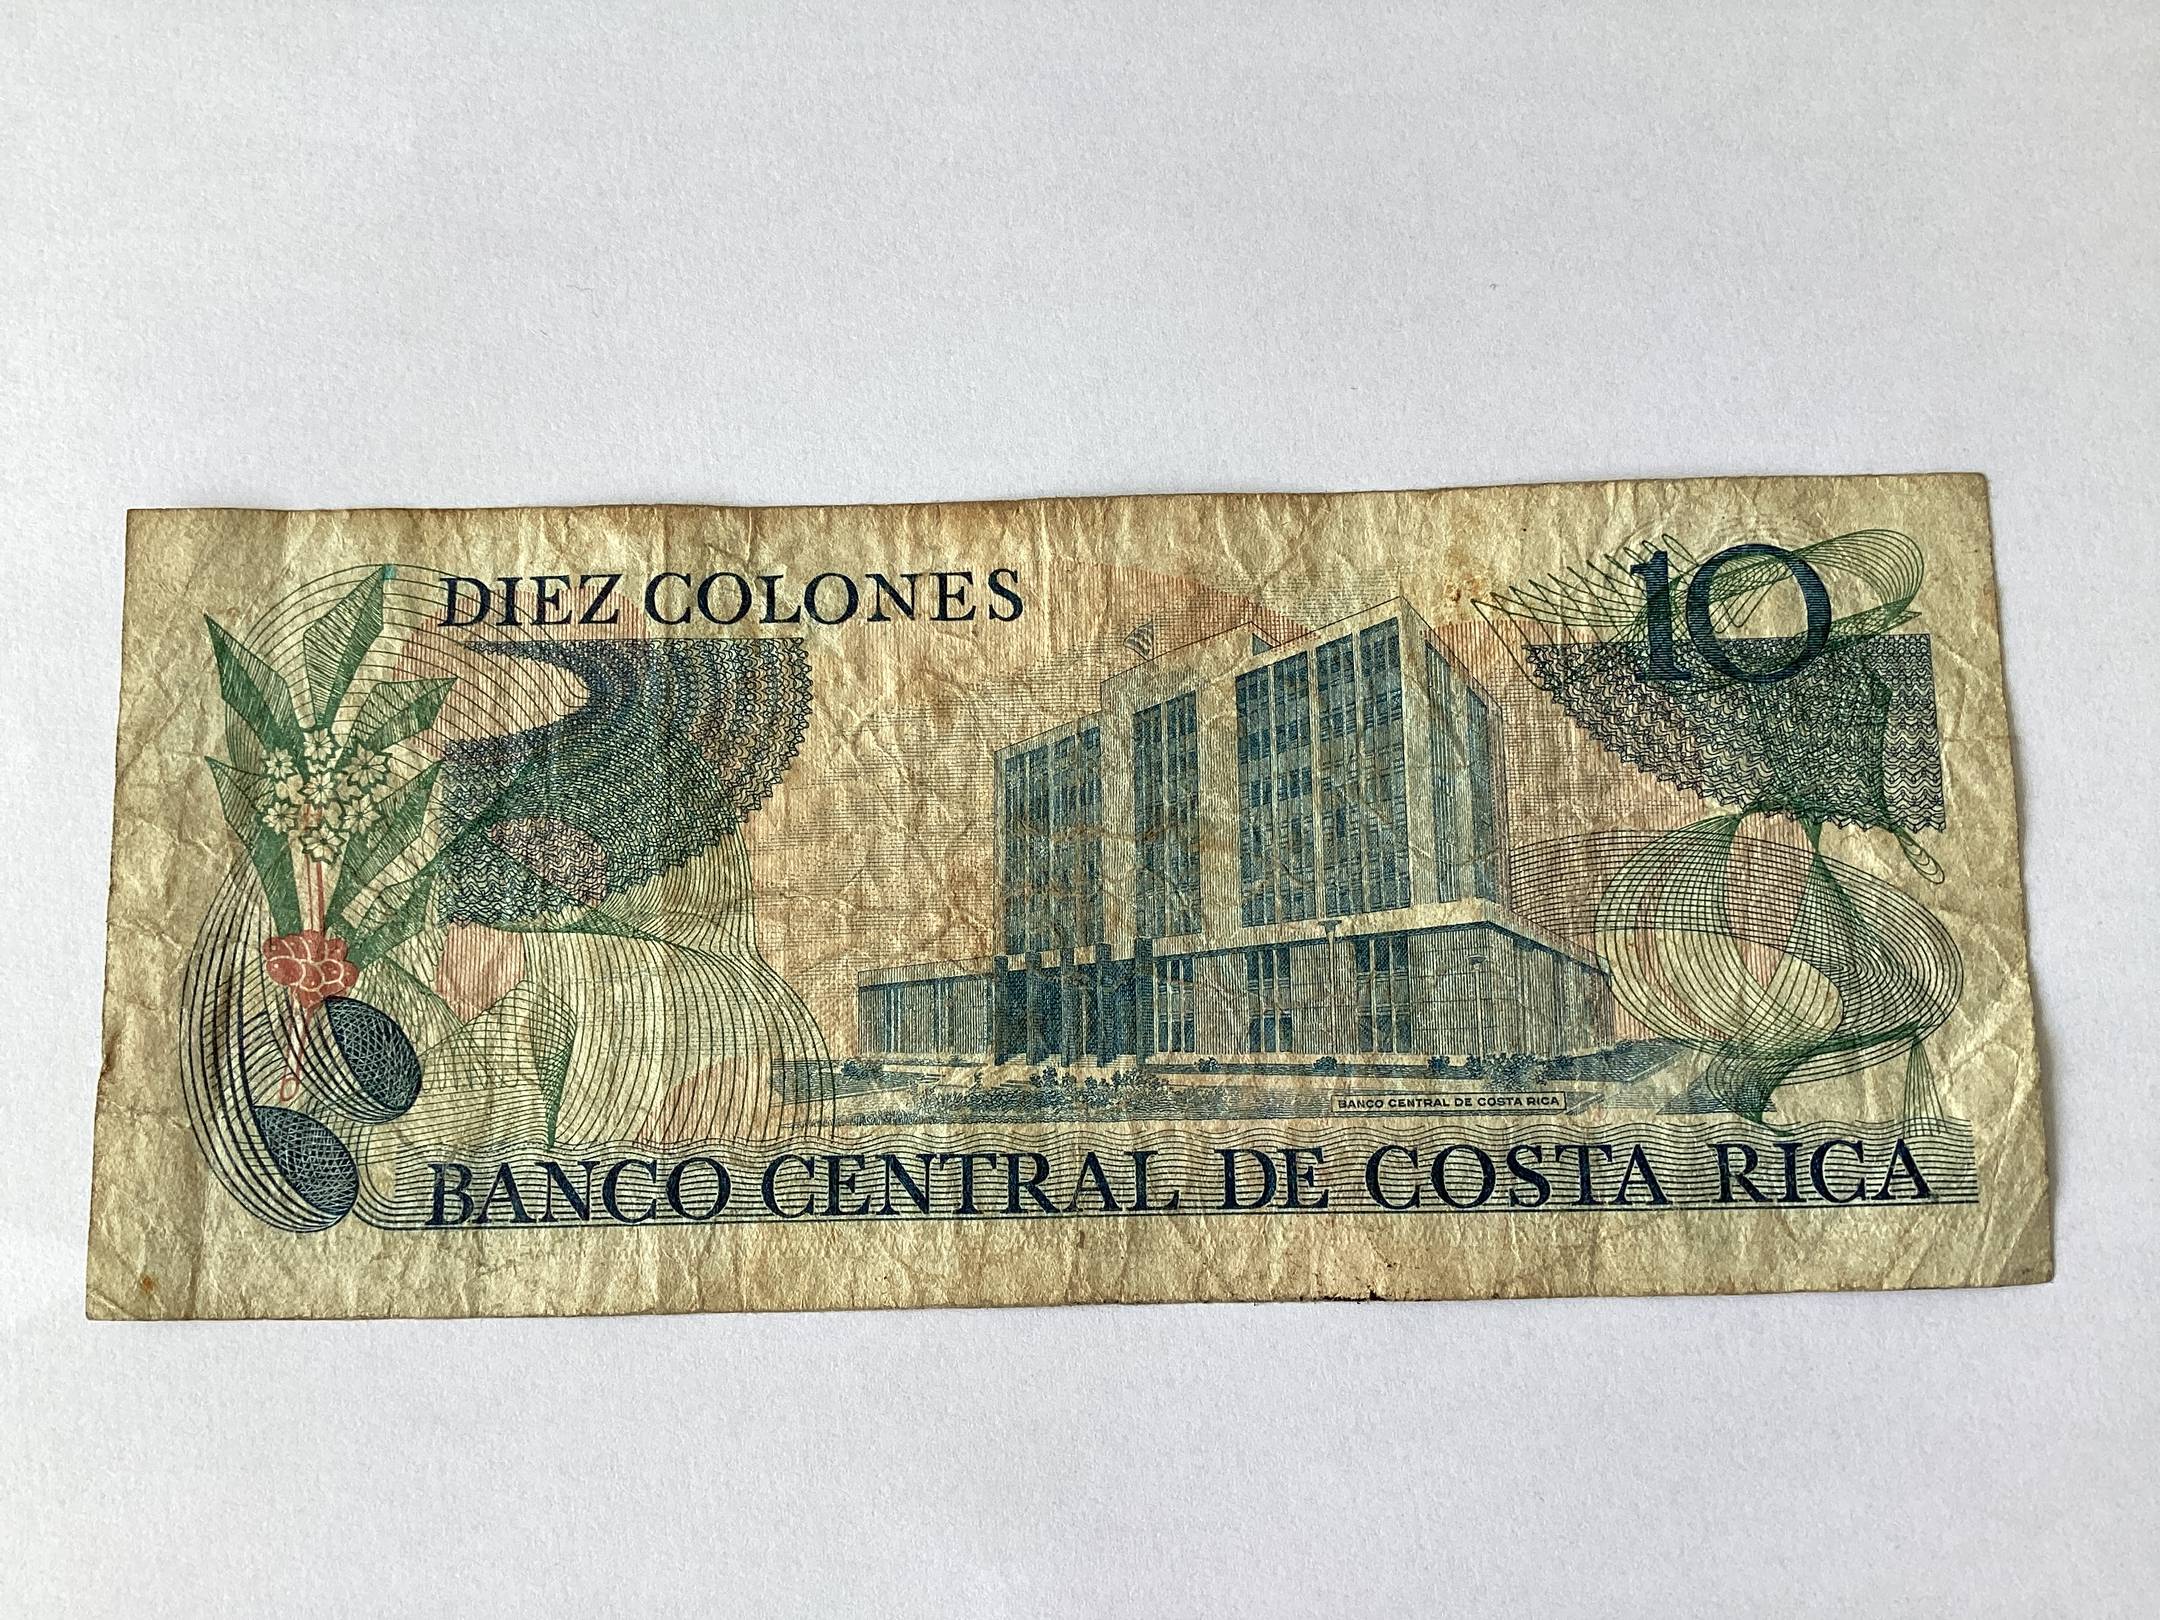 DIEZ COLONES
10
BANCO CENTRAL DE COSTA RICA
BANCO CENTRAL DE COSTA RICA